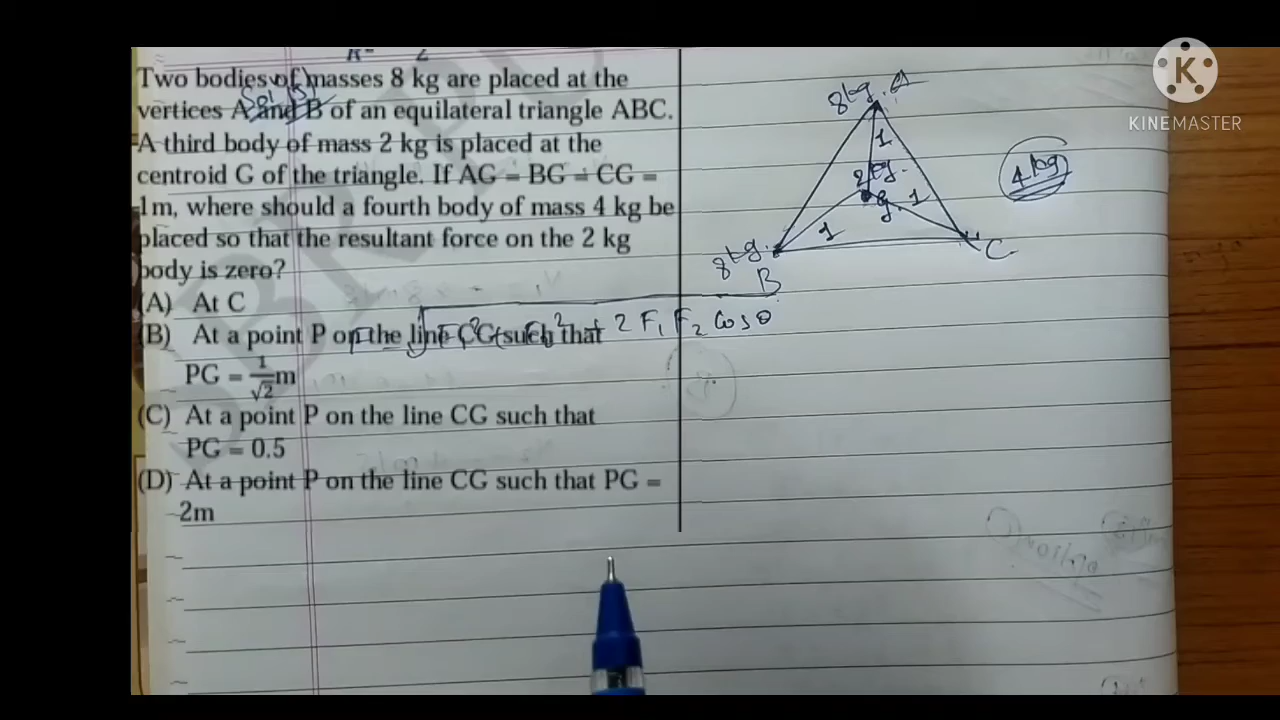 Two bodies of masses 8 kg are placed at the
vertices A and B of an equilateral triangle ABC.
A third body of mass 2 kg is placed at the
centroid G of the triangle. If AG = BG = CG =
1m, where should a fourth body of mass 4 kg be
placed so that the resultant force on the 2 kg
body is zero?
(A) At C
(B) At a point P on the line CG such that
PG = 1/√2 m
(C) At a point P on the line CG such that
PG = 0.5
(D) At a point P on the line CG such that PG =
2m
8kg. A
1
2kg.
G. 1
1
8kg.
B
C
4kg
2 F₁ F₂ Cosθ
KINEMASTER